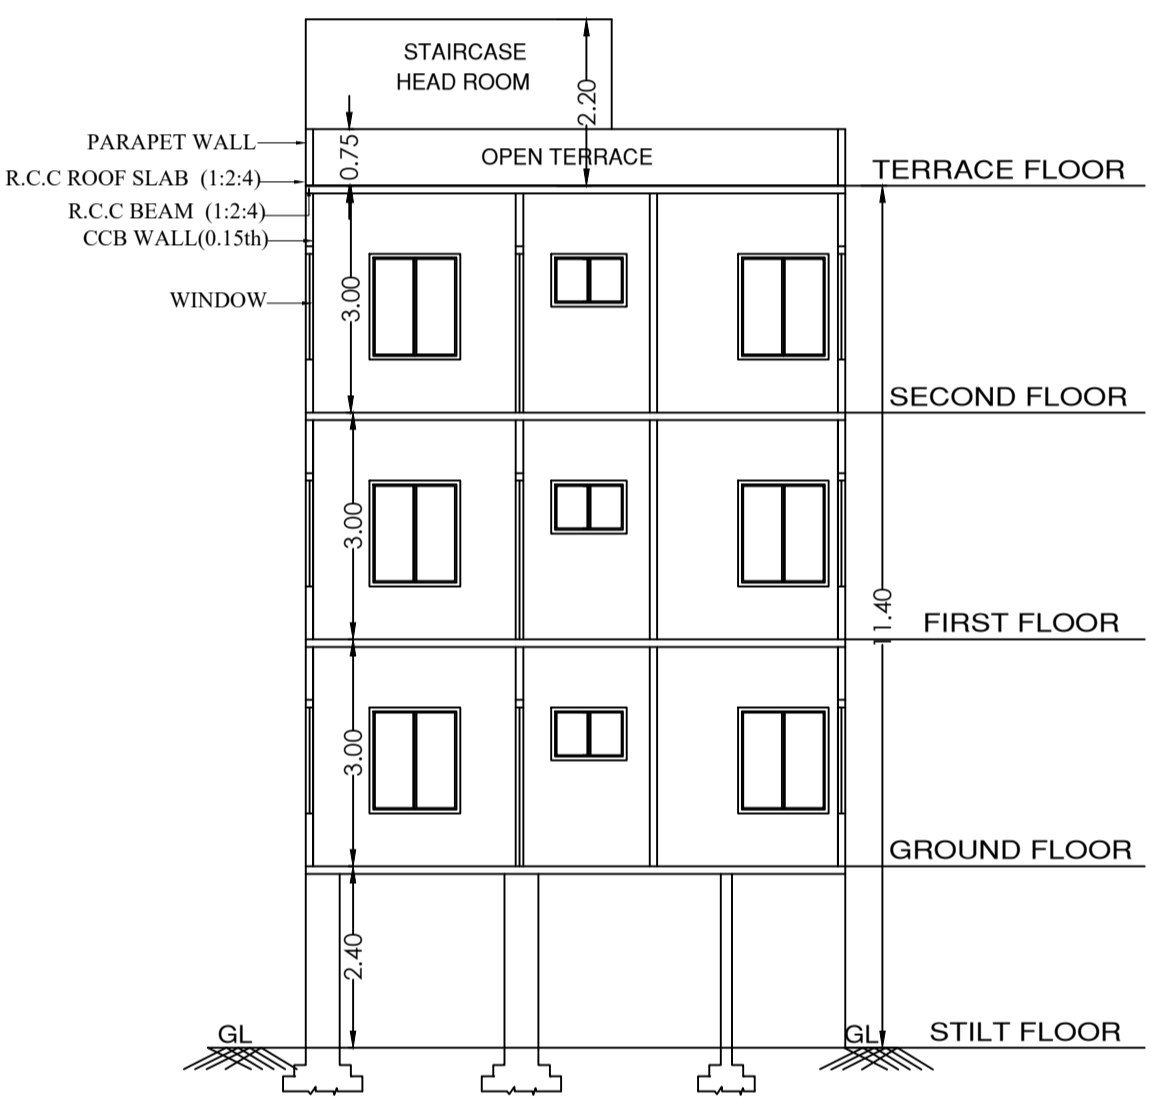 STAIRCASE
HEAD ROOM
2.20
PARAPET WALL
0.75
OPEN TERRACE
TERRACE FLOOR
R.C.C ROOF SLAB (1:2:4)
R.C.C BEAM (1:2:4)
CCB WALL(0.15th)
WINDOW
3.00
SECOND FLOOR
3.00
11.40
FIRST FLOOR
3.00
GROUND FLOOR
2.40
GL
GL
STILT FLOOR